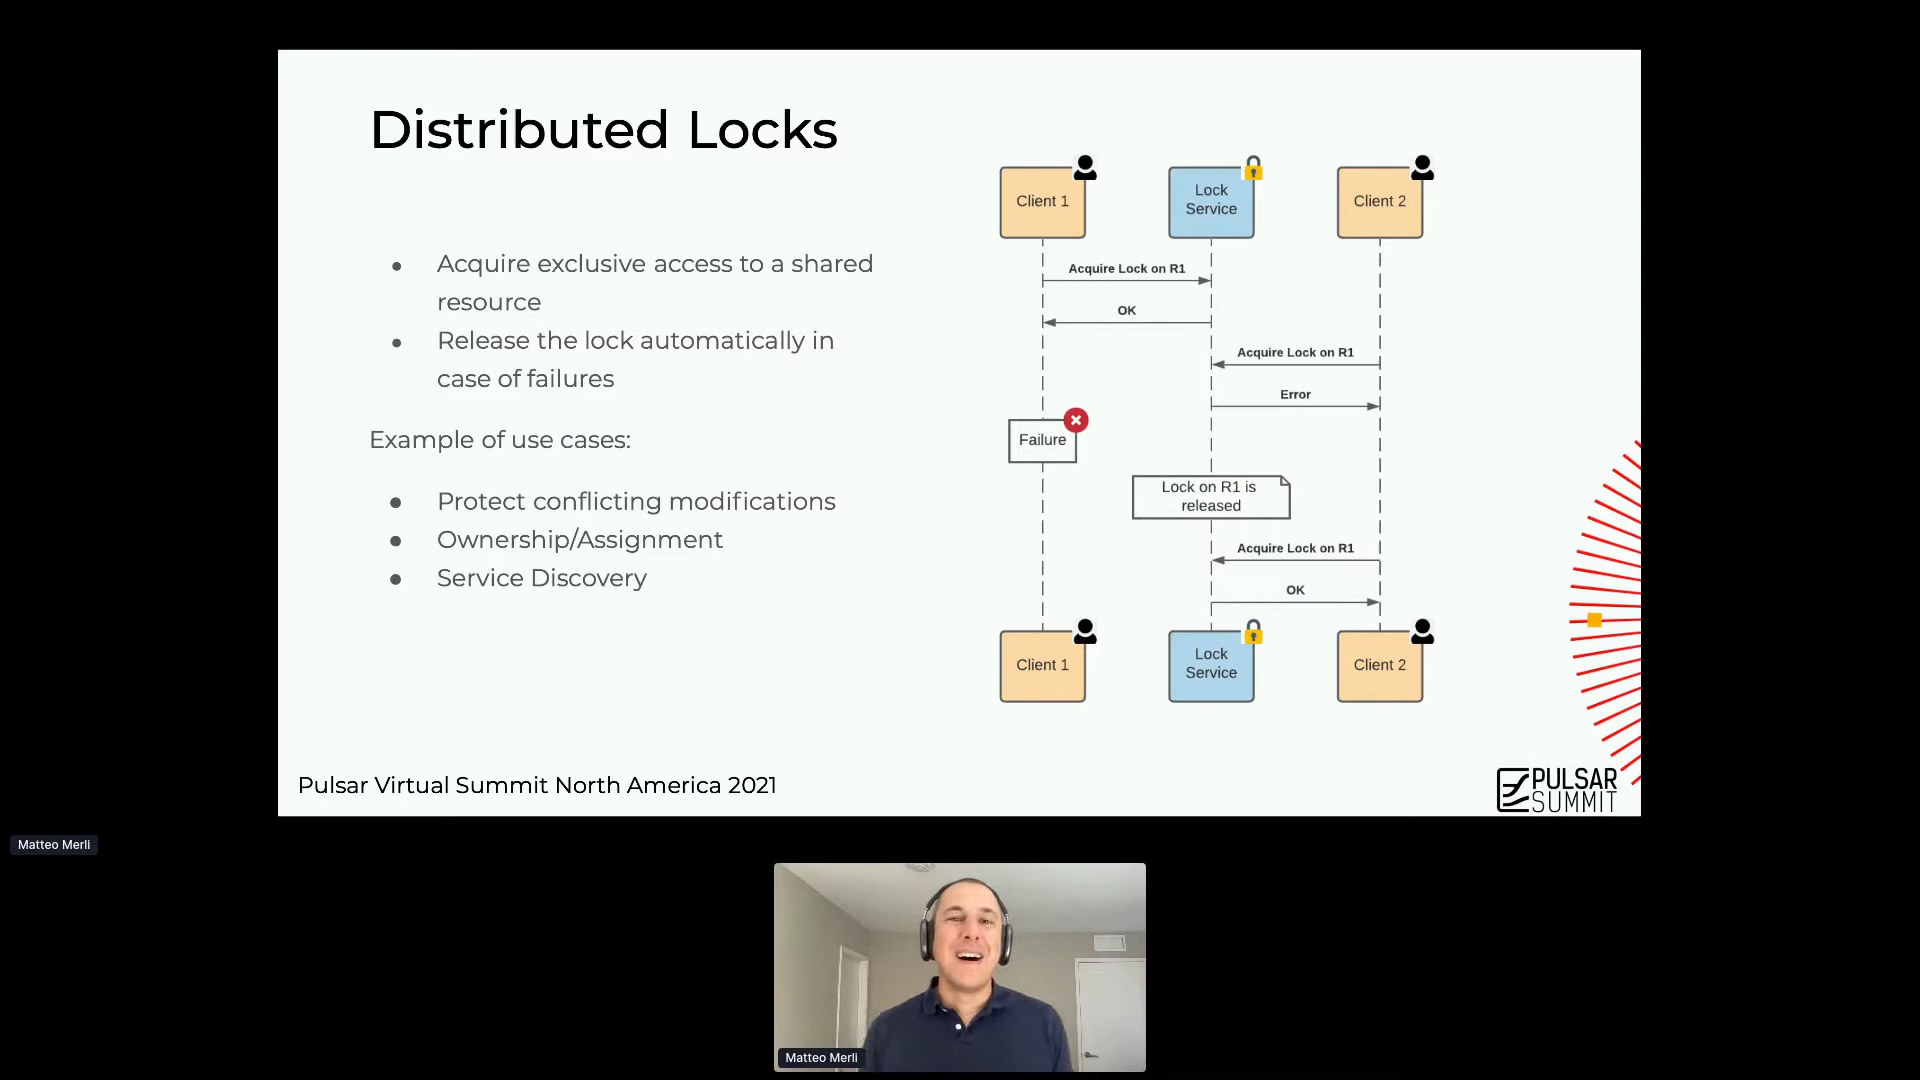 Distributed Locks
● Acquire exclusive access to a shared
resource
● Release the lock automatically in
case of failures
Example of use cases:
● Protect conflicting modifications
● Ownership/Assignment
● Service Discovery
Client 1
Lock
Service
Client 2
Acquire Lock on R1
OK
Acquire Lock on R1
Error
Failure
Lock on R1 is
released
Acquire Lock on R1
OK
Client 1
Lock
Service
Client 2
Pulsar Virtual Summit North America 2021
PULSAR
SUMMIT
Matteo Merli
Matteo Merli